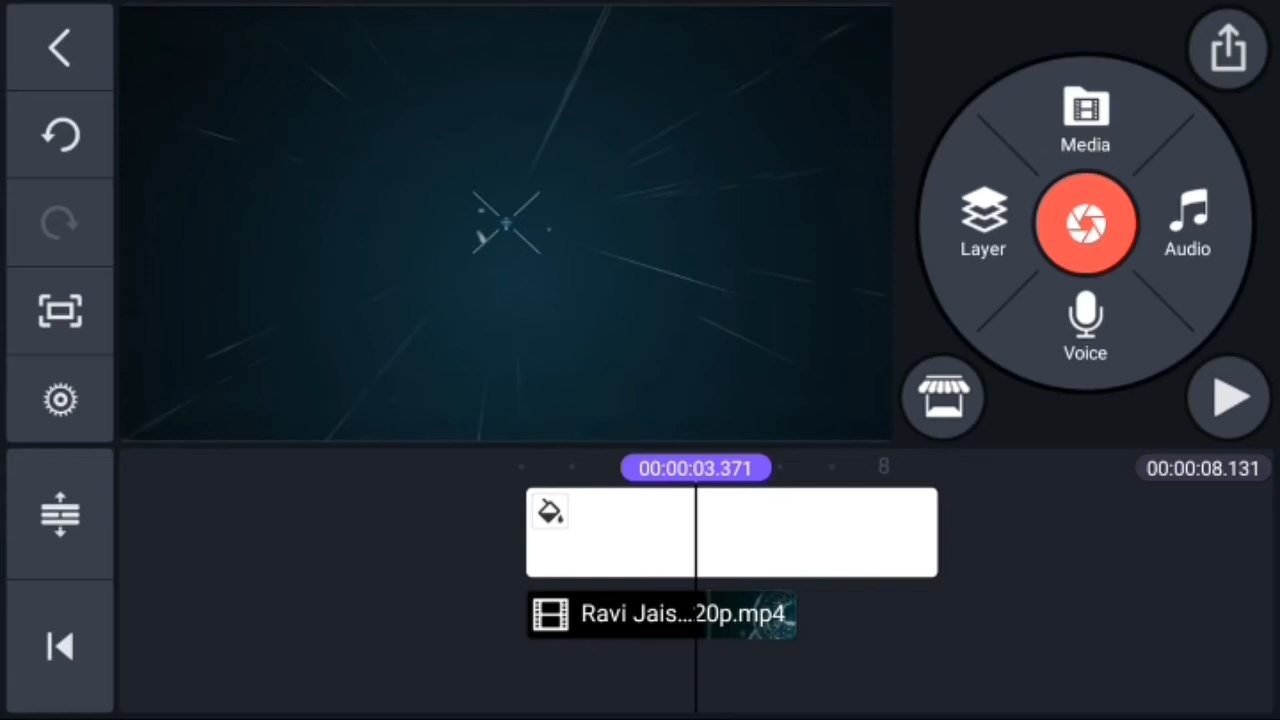 Media
Layer
Audio
Voice
00:00:03.371
8
00:00:08.131
Ravi Jais...20p.mp4